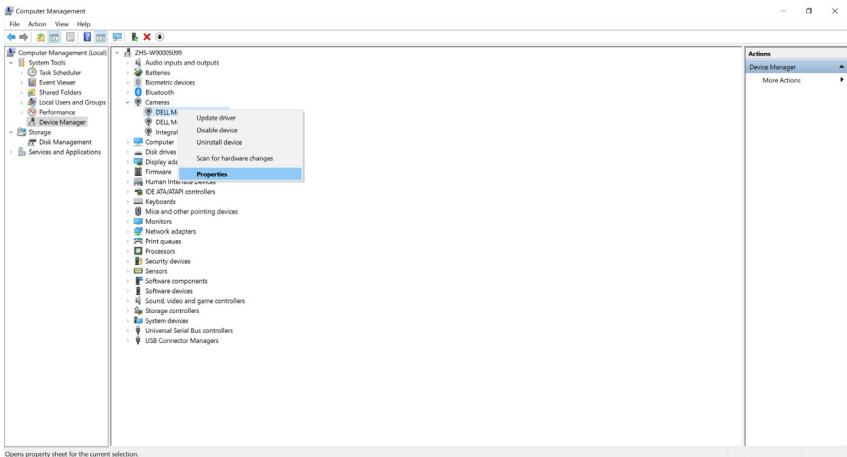 Computer Management
File Action View Help
Computer Management (Local)
System Tools
Task Scheduler
Event Viewer
Shared Folders
Local Users and Groups
Performance
Device Manager
Storage
Disk Management
Services and Applications
ZHS-W90005099
Audio inputs and outputs
Batteries
Biometric devices
Bluetooth
Cameras
DELL M
DELL M
Integrat
Computer
Disk drives
Display ada
Firmware
Human Interface Devices
IDE ATA/ATAPI controllers
Keyboards
Mice and other pointing devices
Monitors
Network adapters
Print queues
Processors
Security devices
Sensors
Software components
Software devices
Sound, video and game controllers
Storage controllers
System devices
Universal Serial Bus controllers
USB Connector Managers
Update driver
Disable device
Uninstall device
Scan for hardware changes
Properties
Actions
Device Manager
More Actions
Opens property sheet for the current selection.